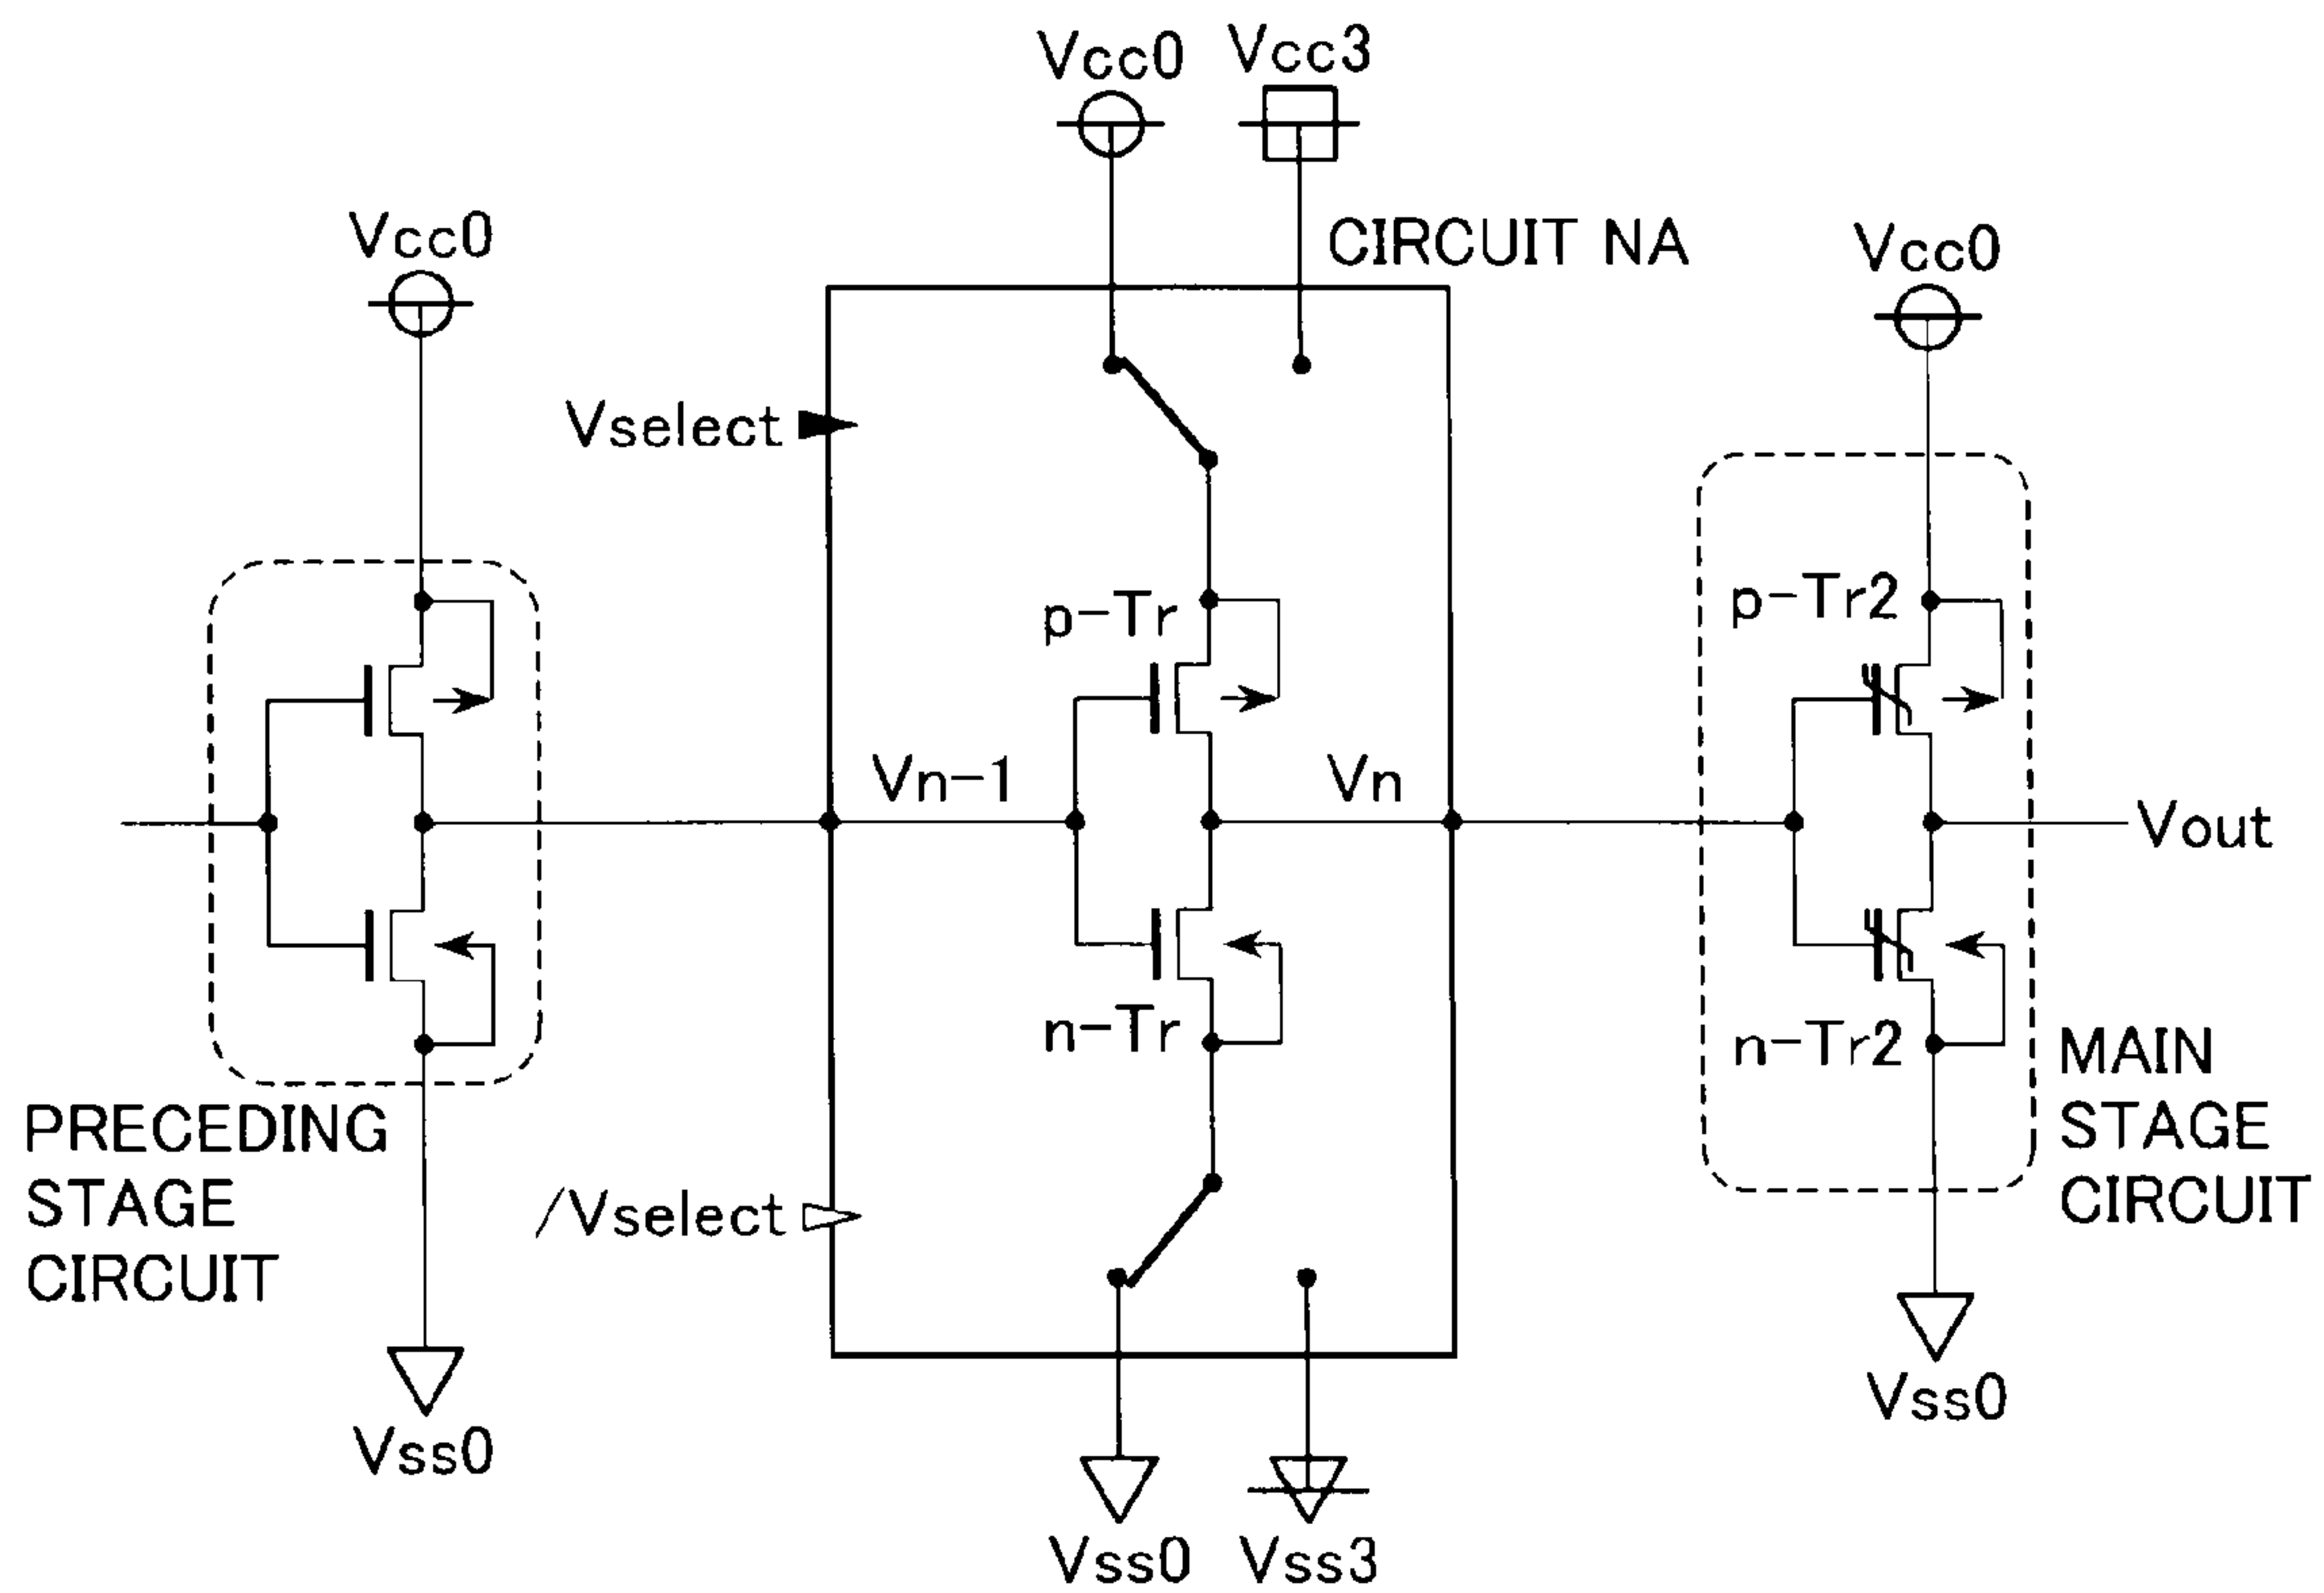 Vcc0
Vcc3
CIRCUIT NA
Vcc0
Vcc0
Vselect
p-Tr
p-Tr2
Vn-1
Vn
Vout
n-Tr
n-Tr2
MAIN
STAGE
CIRCUIT
PRECEDING
STAGE
CIRCUIT
/Vselect
Vss0
Vss0
Vss0
Vss3